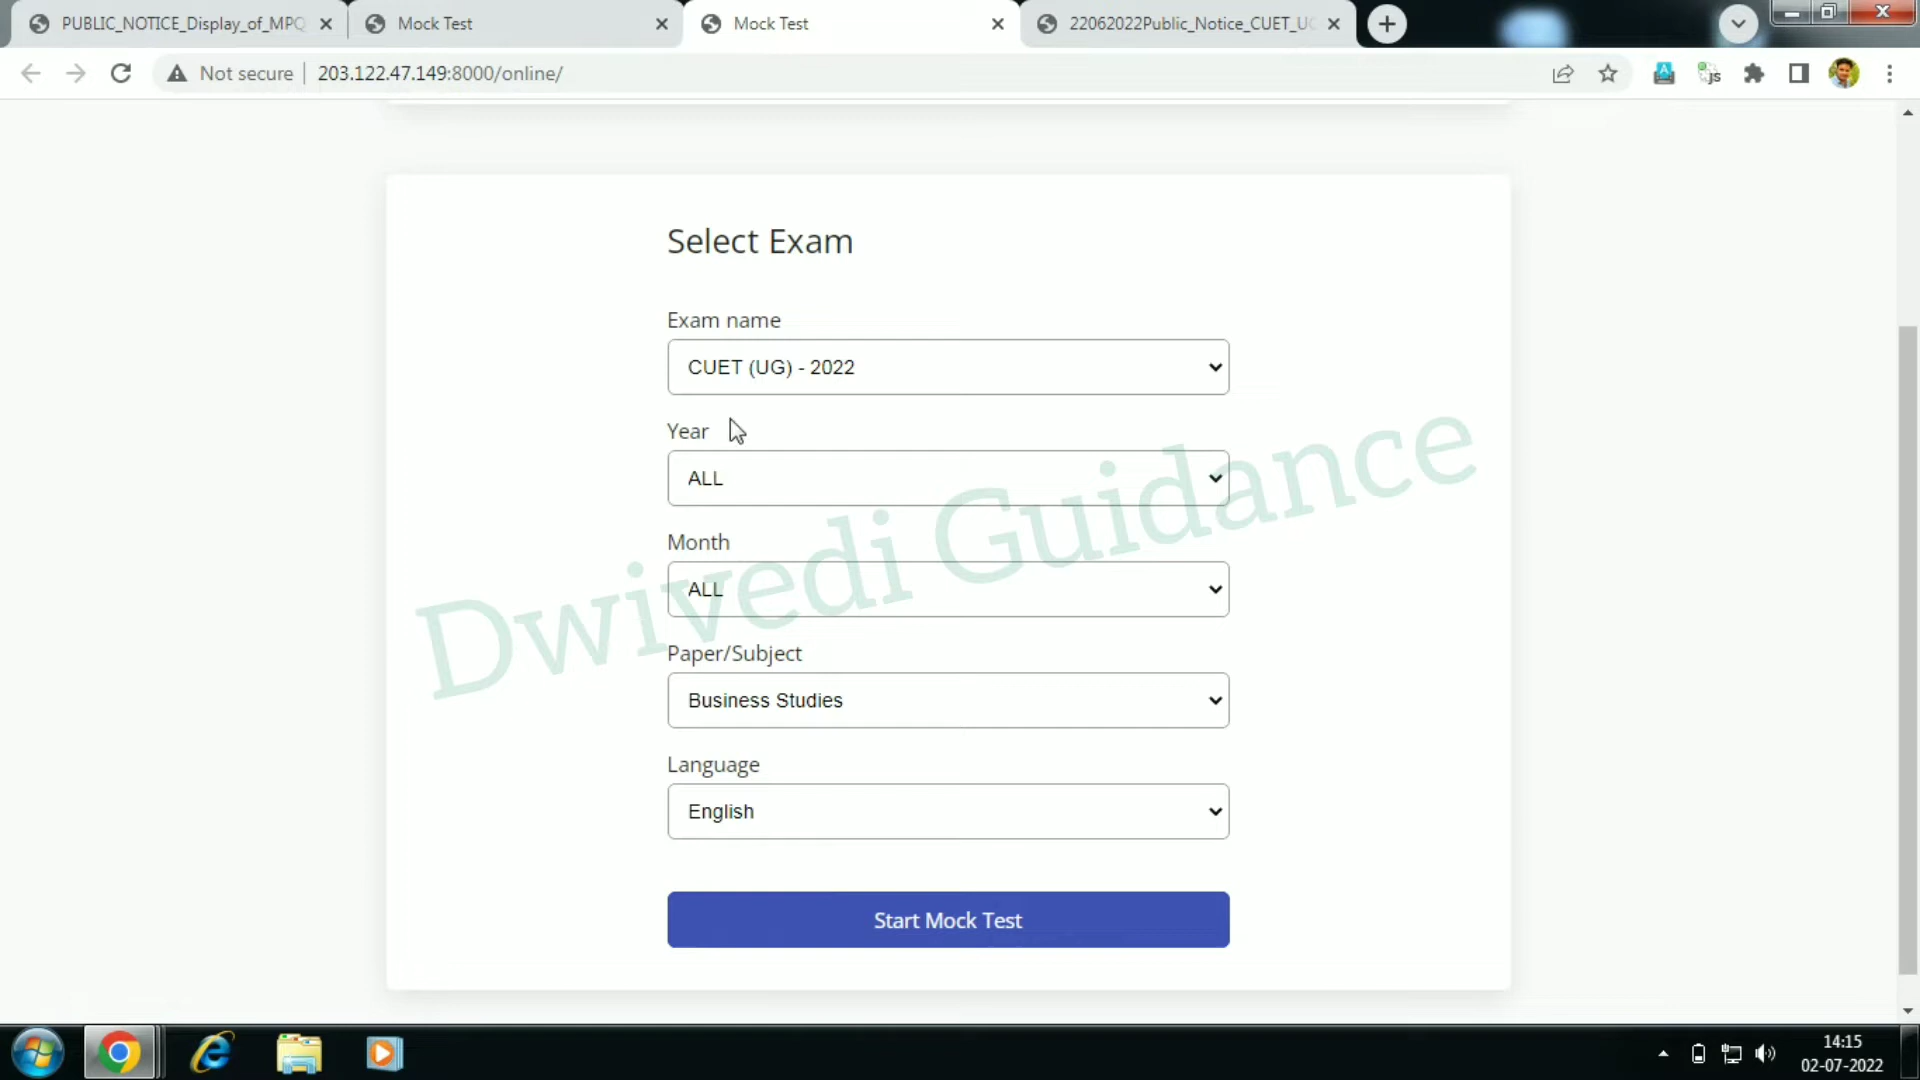 PUBLIC_NOTICE_Display_of_MPQ
Mock Test
Mock Test
22062022Public_Notice_CUET_U
Not secure
203.122.47.149:8000/online/
js
Select Exam
Exam name
CUET (UG) - 2022
Year
ALL
Month
ALL
Paper/Subject
Business Studies
Language
English
Start Mock Test
Dwivedi Guidance
14:15
02-07-2022